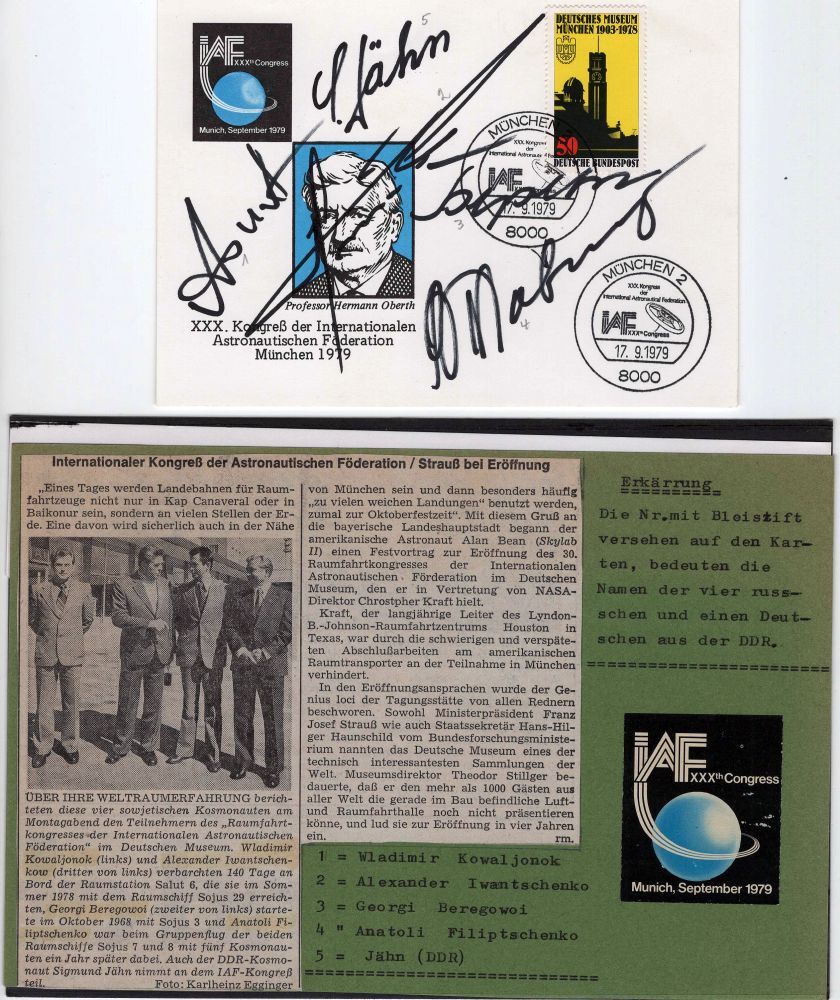 IAF
XXXth Congress
Munich, September 1979
5
S. Jähn
2
DEUTSCHES MUSEUM
MÜNCHEN 1903-1978
50
DEUTSCHE BUNDESPOST
MÜNCHEN
XXX. Kongreß
der
International Astronautical Federation
IAF
17. 9. 1979
8000
1
3
4
Professor Hermann Oberth
XXX. Kongreß der Internationalen
Astronautischen Föderation
München 1979
MÜNCHEN 2
XXX. Kongress
der
International Astronautical Federation
IAF
XXXth Congress
17. 9.1979
8000
Internationaler Kongreß der Astronautischen Föderation / Strauß bei Eröffnung
„Eines Tages werden Landebahnen für Raum-
fahrtzeuge nicht nur in Kap Canaveral oder in
Baikonur sein, sondern an vielen Stellen der Er-
de. Eine davon wird sicherlich auch in der Nähe
ÜBER IHRE WELTRAUMERFAHRUNG berich-
teten diese vier sowjetischen Kosmonauten am
Montagabend den Teilnehmern des „Raumfahrt-
kongresses der Internationalen Astronautischen
Föderation" im Deutschen Museum. Wladimir
Kowaljonok (links) und Alexander Iwantschen-
kow (dritter von links) verbarchten 140 Tage an
Bord der Raumstation Salut 6, die sie im Som-
mer 1978 mit dem Raumschiff Sojus 29 erreich-
ten, Georgi Beregowoi (zweiter von links) starte-
te im Oktober 1968 mit Sojus 3 und Anatoli Fi-
liptschenko war beim Gruppenflug der beiden
Raumschiffe Sojus 7 und 8 mit fünf Kosmonau-
ten ein Jahr später dabei. Auch der DDR-Kosmo-
naut Sigmund Jähn nimmt an dem IAF-Kongreß
teil. Foto: Karlheinz Egginger
von München sein und dann besonders häufig
„zu vielen weichen Landungen" benutzt werden,
zumal zur Oktoberfestzeit". Mit diesem Gruß an
die bayerische Landeshauptstadt begann der
amerikanische Astronaut Alan Bean (Skylab
II) einen Festvortrag zur Eröffnung des 30.
Raumfahrtkongresses der Internationalen
Astronautischen Förderation im Deutschen
Museum, den er in Vertretung von NASA-
Direktor Chrostpher Kraft hielt.
Kraft, der langjährige Leiter des Lyndon-
B.-Johnson-Raumfahrtzentrums Houston in
Texas, war durch die schwierigen und verspäte-
ten Abschlußarbeiten am amerikanischen
Raumtransporter an der Teilnahme in München
verhindert.
In den Eröffnungsansprachen wurde der Ge-
nius loci der Tagungsstätte von allen Rednern
beschworen. Sowohl Ministerpräsident Franz
Josef Strauß wie auch Staatssekretär Hans-Hil-
ger Haunschild vom Bundesforschungsministe-
rium nannten das Deutsche Museum eines der
technisch interessantesten Sammlungen der
Welt. Museumsdirektor Theodor Stillger be-
dauerte, daß er den mehr als 1000 Gästen aus
aller Welt die gerade im Bau befindliche Luft-
und Raumfahrthalle noch nicht präsentieren
könne, und lud sie zur Eröffnung in vier Jahren
ein. rm.
Erkärrung
Die Nr.mit Bleistift
versehen auf den Kar-
ten, bedeuten die
Namen der vier russ-
schen und einen Deut-
schen aus der DDR.
IAF
XXXth Congress
Munich, September 1979
1 = Wladimir Kowaljonok
2 = Alexander Iwantschenko
3 = Georgi Beregowoi
4 " Anatoli Filiptschenko
5 = Jähn (DDR)